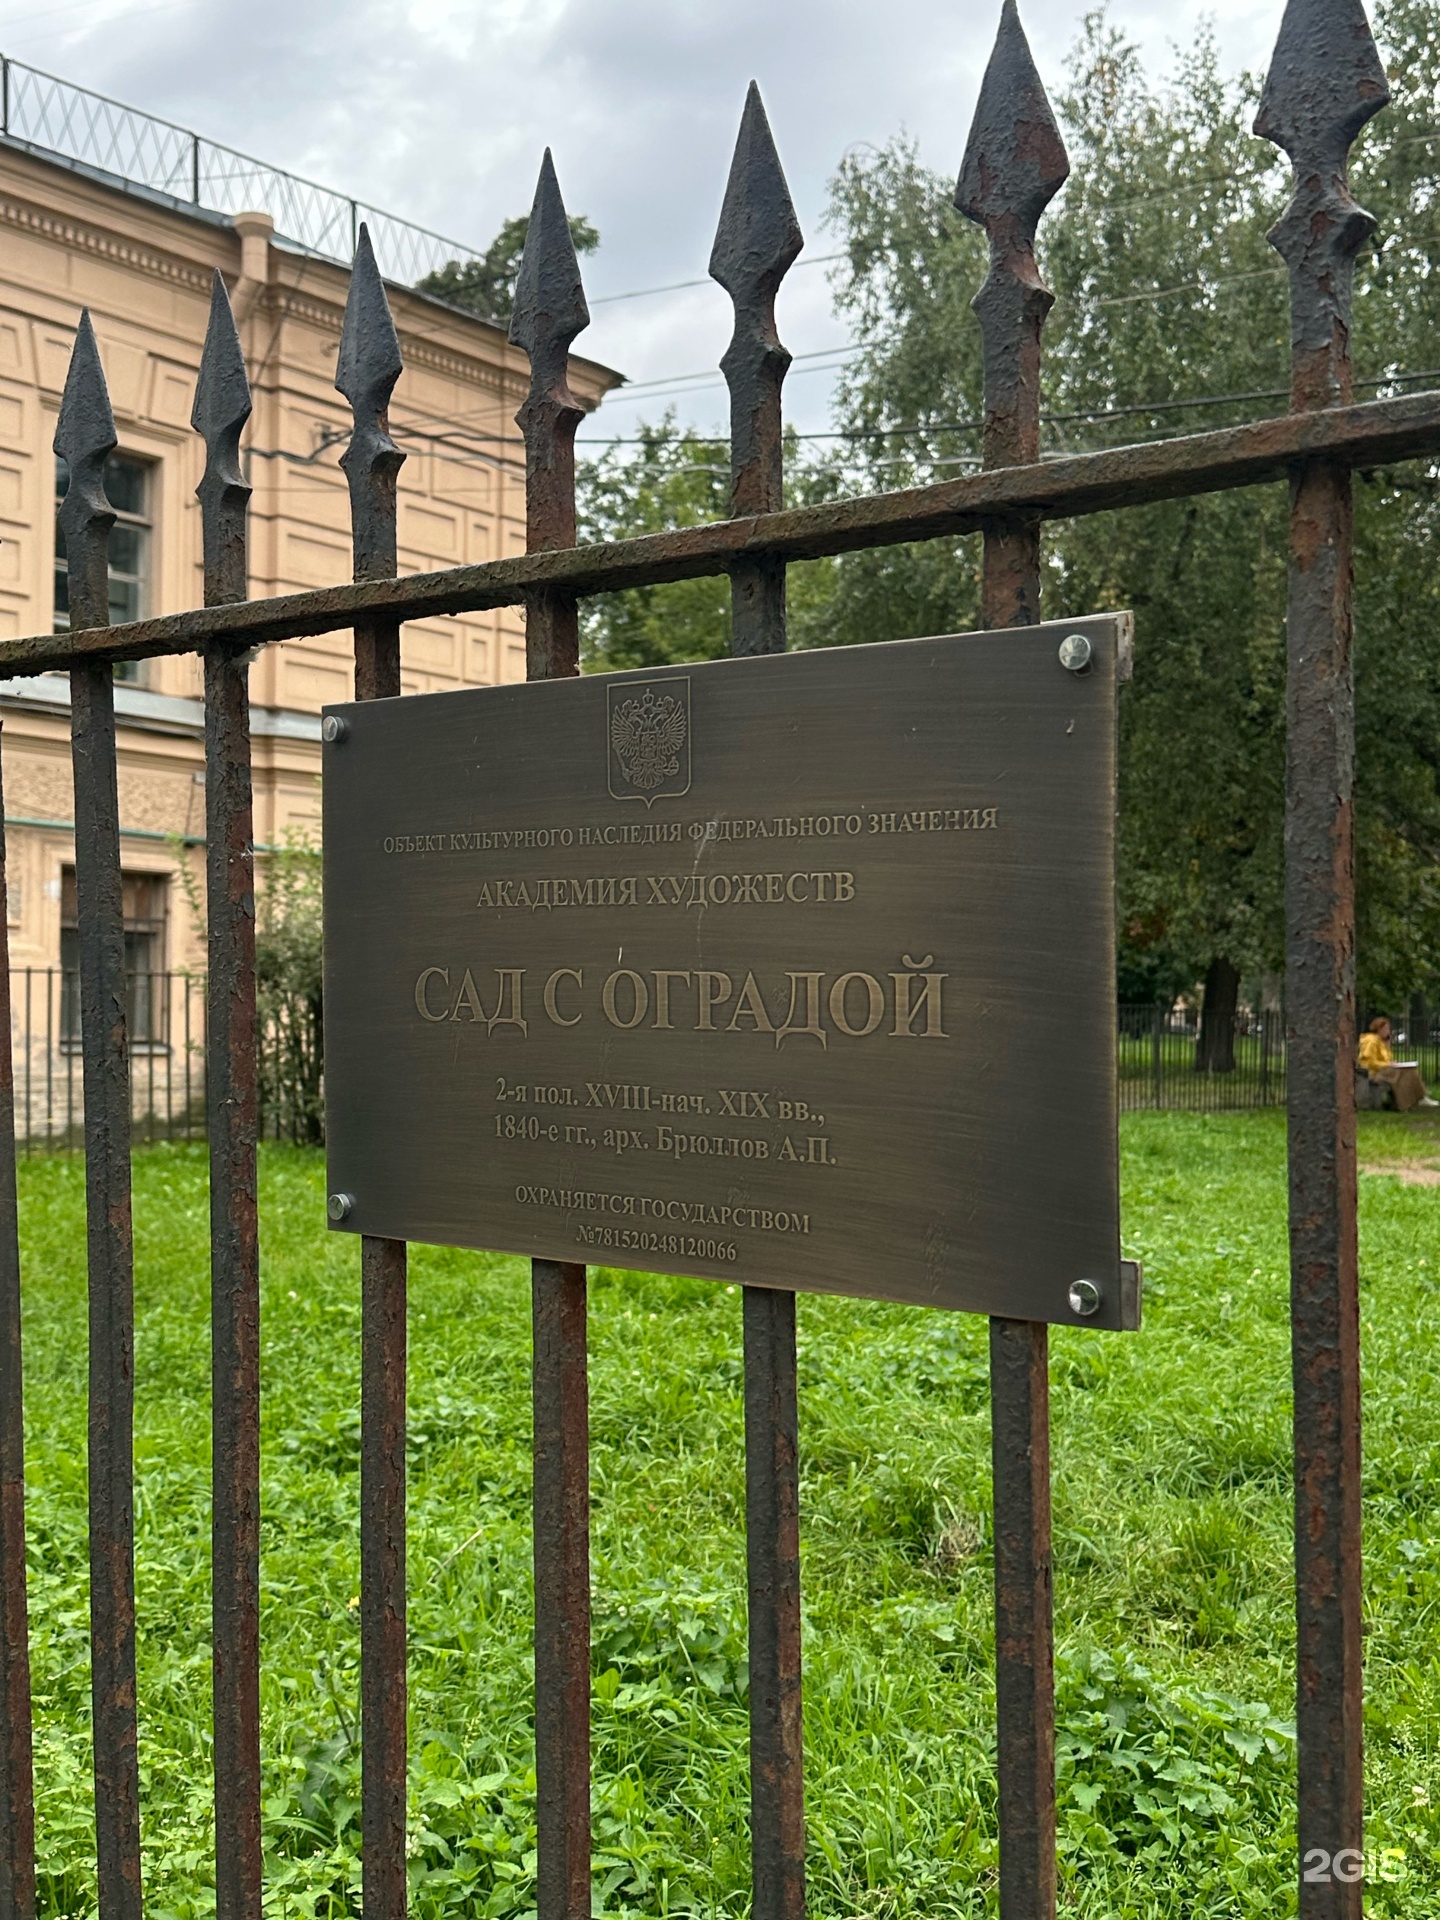 ОБЪЕКТ КУЛЬТУРНОГО НАСЛЕДИЯ ФЕДЕРАЛЬНОГО ЗНАЧЕНИЯ
АКАДЕМИЯ ХУДОЖЕСТВ
САД С ОГРАДОЙ
2-я пол. XVIII-нач. XIX вв.,
1840-е гг., арх. Брюллов А.П.
ОХРАНЯЕТСЯ ГОСУДАРСТВОМ
№781520248120066
2GIS